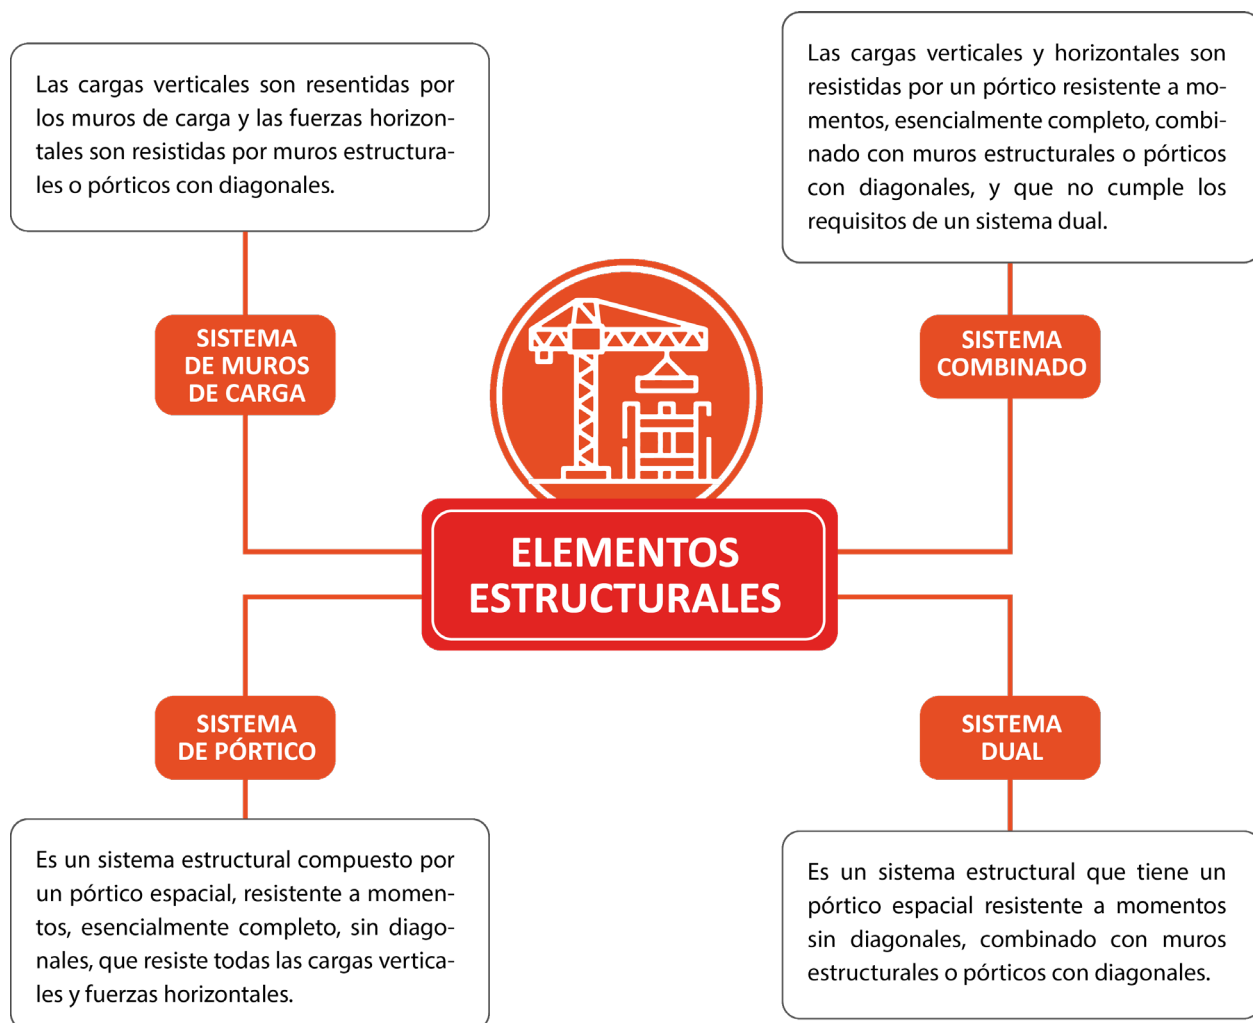 Las cargas verticales son resentidas por
los muros de carga y las fuerzas horizon-
tales son resistidas por muros estructura-
les o pórticos con diagonales.
SISTEMA
DE MUROS
DE CARGA
Las cargas verticales y horizontales son
resistidas por un pórtico resistente a mo-
mentos, esencialmente completo, combi-
nado con muros estructurales o pórticos
con diagonales, y que no cumple los
requisitos de un sistema dual.
SISTEMA
COMBINADO
ELEMENTOS
ESTRUCTURALES
SISTEMA
DE PÓRTICO
Es un sistema estructural compuesto por
un pórtico espacial, resistente a momen-
tos, esencialmente completo, sin diago-
nales, que resiste todas las cargas vertica-
les y fuerzas horizontales.
SISTEMA
DUAL
Es un sistema estructural que tiene un
pórtico espacial resistente a momentos
sin diagonales, combinado con muros
estructurales o pórticos con diagonales.